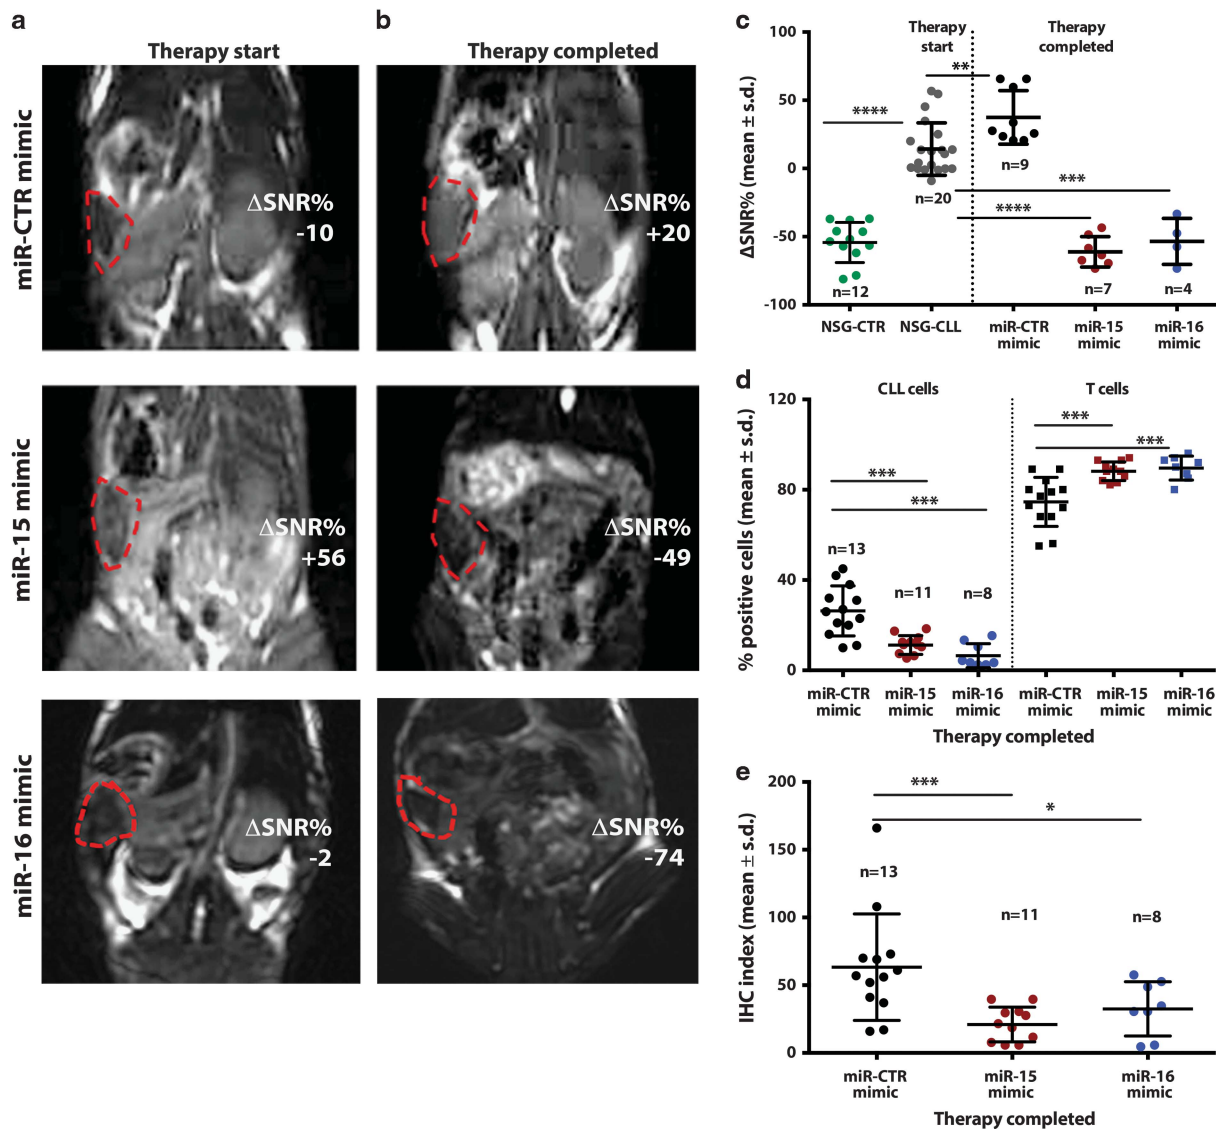 a
b
Therapy start
Therapy completed
miR-CTR mimic
ΔSNR%
-10
ΔSNR%
+20
miR-15 mimic
ΔSNR%
+56
ΔSNR%
-49
miR-16 mimic
ΔSNR%
-2
ΔSNR%
-74
c
ΔSNR% (mean ± s.d.)
100
50
0
-50
-100
Therapy
start
Therapy
completed
****
**
***
****
n=12
n=20
n=9
n=7
n=4
NSG-CTR
NSG-CLL
miR-CTR
mimic
miR-15
mimic
miR-16
mimic
d
% positive cells (mean ± s.d.)
120
80
40
0
CLL cells
T cells
***
***
***
***
n=13
n=11
n=8
miR-CTR
mimic
miR-15
mimic
miR-16
mimic
miR-CTR
mimic
miR-15
mimic
miR-16
mimic
Therapy completed
e
IHC index (mean ± s.d.)
200
150
100
50
0
***
*
n=13
n=11
n=8
miR-CTR
mimic
miR-15
mimic
miR-16
mimic
Therapy completed